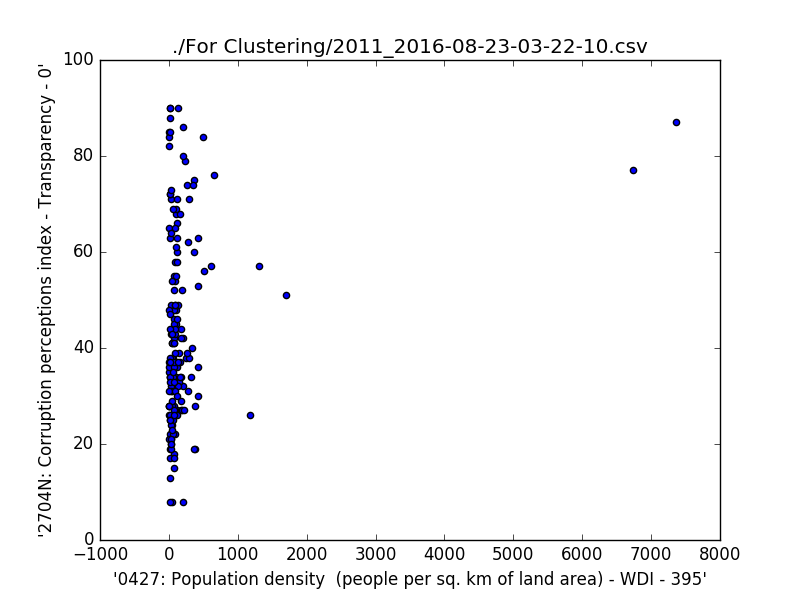 ./For Clustering/2011_2016-08-23-03-22-10.csv
100
80
60
40
20
0
'2704N: Corruption perceptions index - Transparency - 0'
−1000 0 1000 2000 3000 4000 5000 6000 7000 8000
'0427: Population density  (people per sq. km of land area) - WDI - 395'